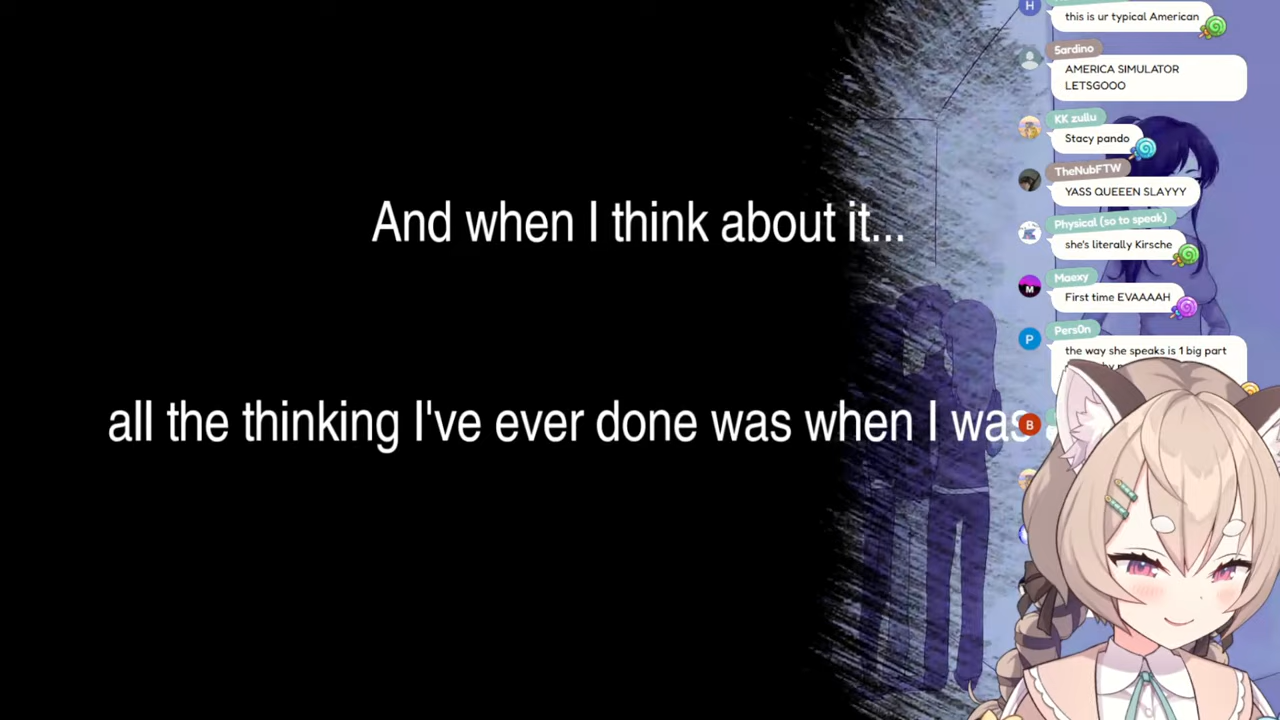 And when I think about it...
all the thinking I've ever done was when I was
H
this is ur typical American
5ardino
AMERICA SIMULATOR
LETSGOOO
KK zullu
Stacy pando
TheNubFTW
YASS QUEEEN SLAYYY
Physical (so to speak)
she's literally Kirsche
M
Maexy
First time EVAAAAH
P
Pers0n
the way she speaks is 1 big part
B